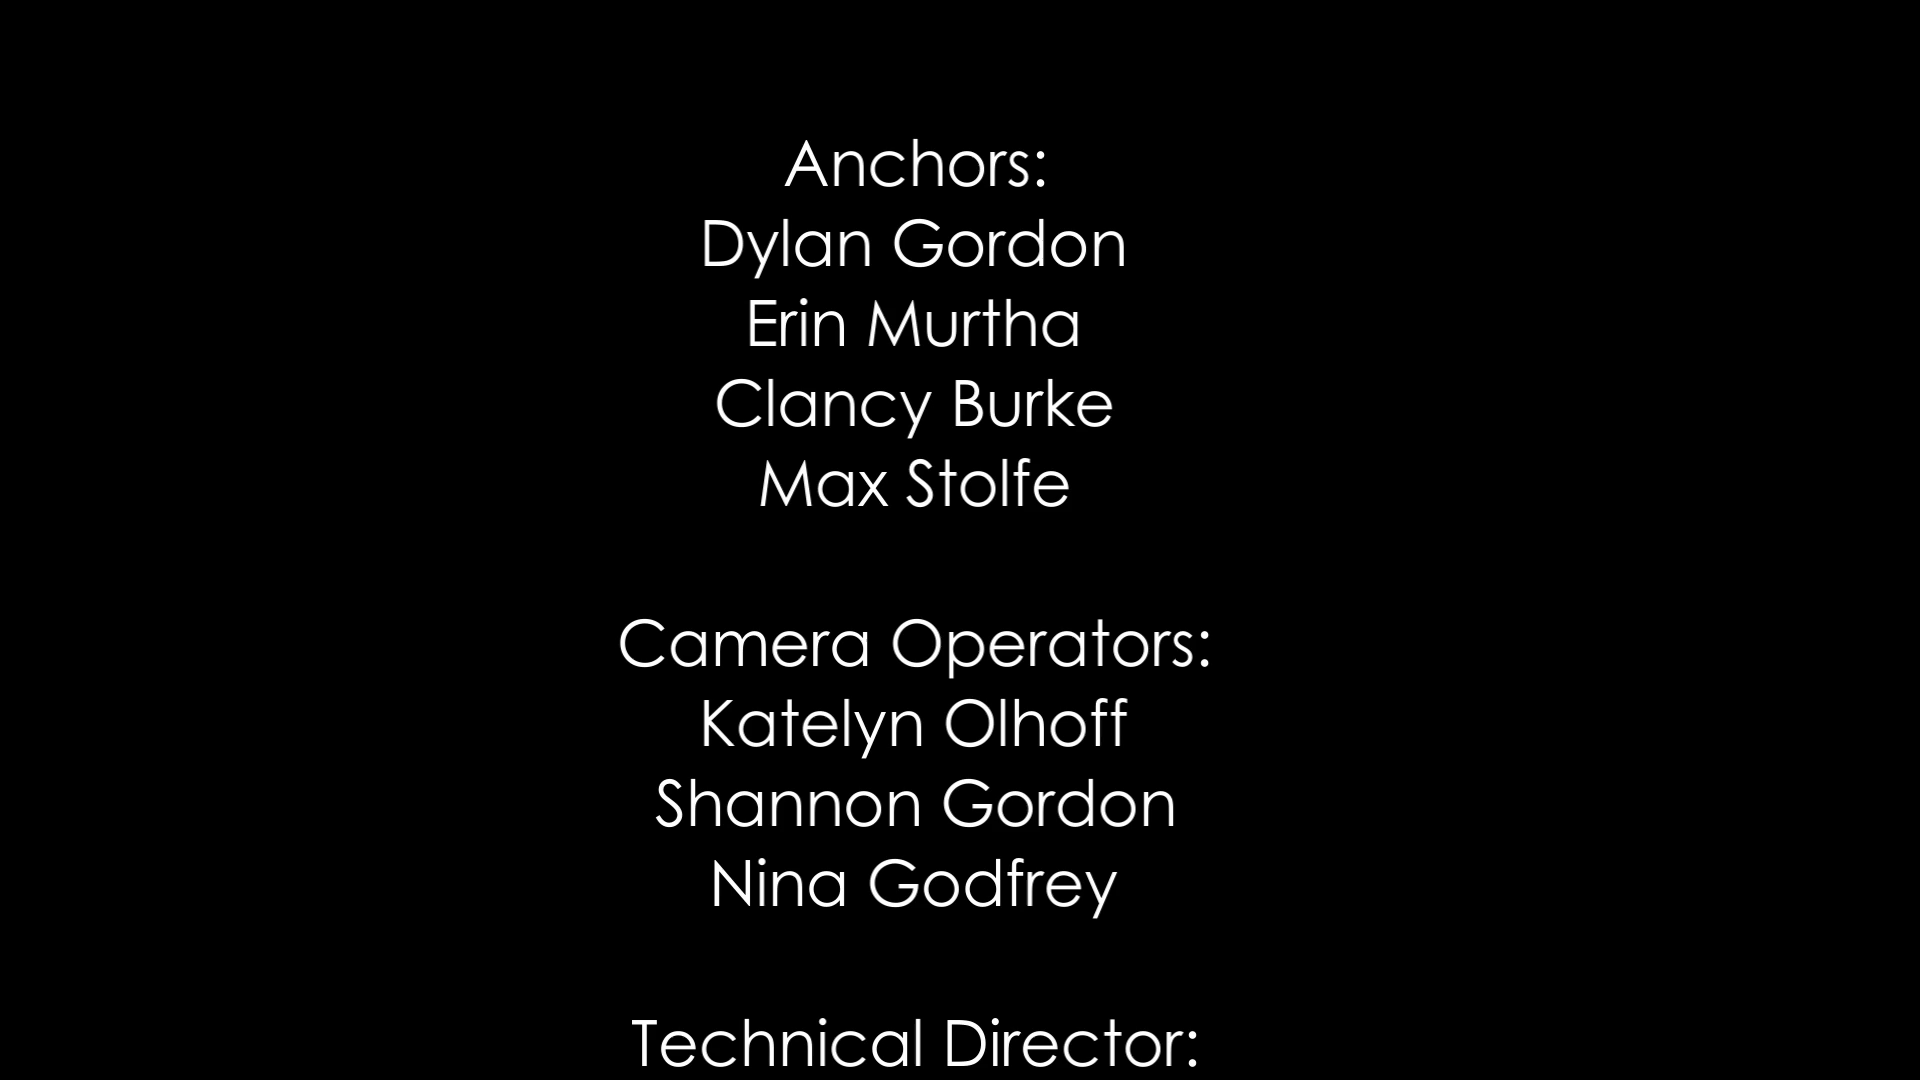 Anchors:
Dylan Gordon
Erin Murtha
Clancy Burke
Max Stolfe
Camera Operators:
Katelyn Olhoff
Shannon Gordon
Nina Godfrey
Technical Director: